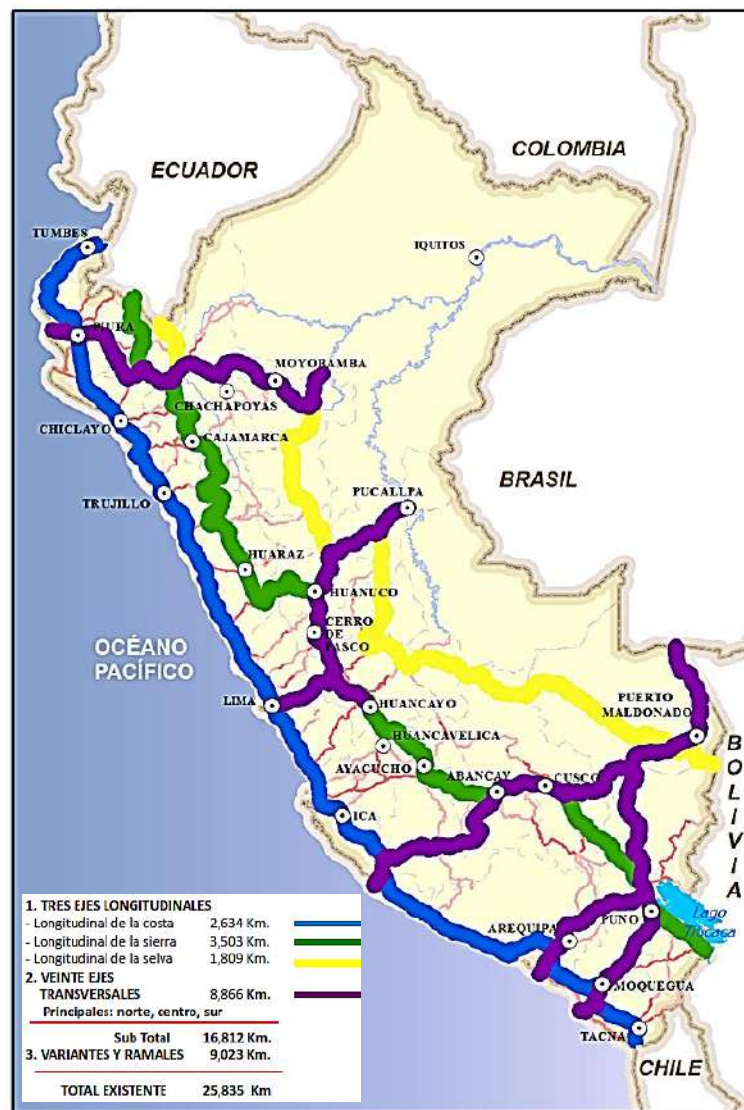 COLOMBIA
ECUADOR
TUMBES
IQUITOS
PIURA
MOYOBAMBA
CHACHAPOYAS
CHICLAYO
CAJAMARCA
BRASIL
PUCALLPA
TRUJILLO
HUARAZ
HUANUCO
CERRO
DE
PASCO
OCÉANO
PACÍFICO
LIMA
HUANCAYO
PUERTO
MALDONADO
HUANCAVELICA
AYACUCHO
ABANCAY
CUSCO
BOLIVIA
ICA
AREQUIPA
PUNO
Lago
Titicaca
MOQUEGUA
TACNA
CHILE
1. TRES EJES LONGITUDINALES
- Longitudinal de la costa 2,634 Km.
- Longitudinal de la sierra 3,503 Km.
- Longitudinal de la selva 1,809 Km.
2. VEINTE EJES
TRANSVERSALES 8,866 Km.
Principales: norte, centro, sur
Sub Total 16,812 Km.
3. VARIANTES Y RAMALES 9,023 Km.
TOTAL EXISTENTE 25,835 Km